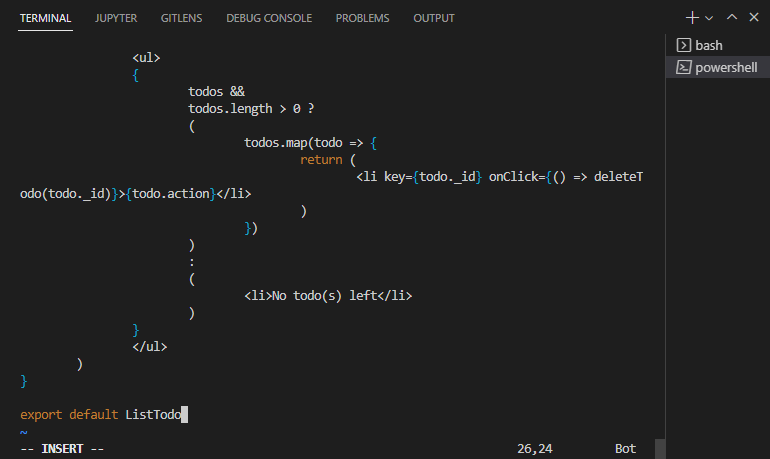 TERMINAL JUPYTER GITLENS DEBUG CONSOLE PROBLEMS OUTPUT
bash
powershell
<ul>
{
todos &&
todos.length > 0 ?
(
todos.map(todo => {
return (
<li key={todo._id} onClick={() => deleteT
odo(todo._id)}>{todo.action}</li>
)
})
)
:
(
<li>No todo(s) left</li>
)
}
</ul>
)
}
export default ListTodo
~
-- INSERT -- 26,24 Bot